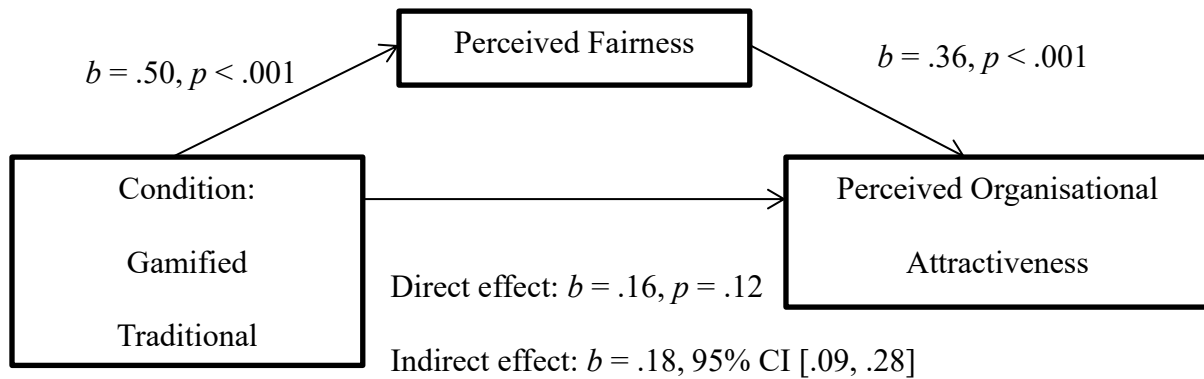 Perceived Fairness
b = .50, p < .001
b = .36, p < .001
Condition:
Gamified
Traditional
Perceived Organisational
Attractiveness
Direct effect: b = .16, p = .12
Indirect effect: b = .18, 95% CI [.09, .28]